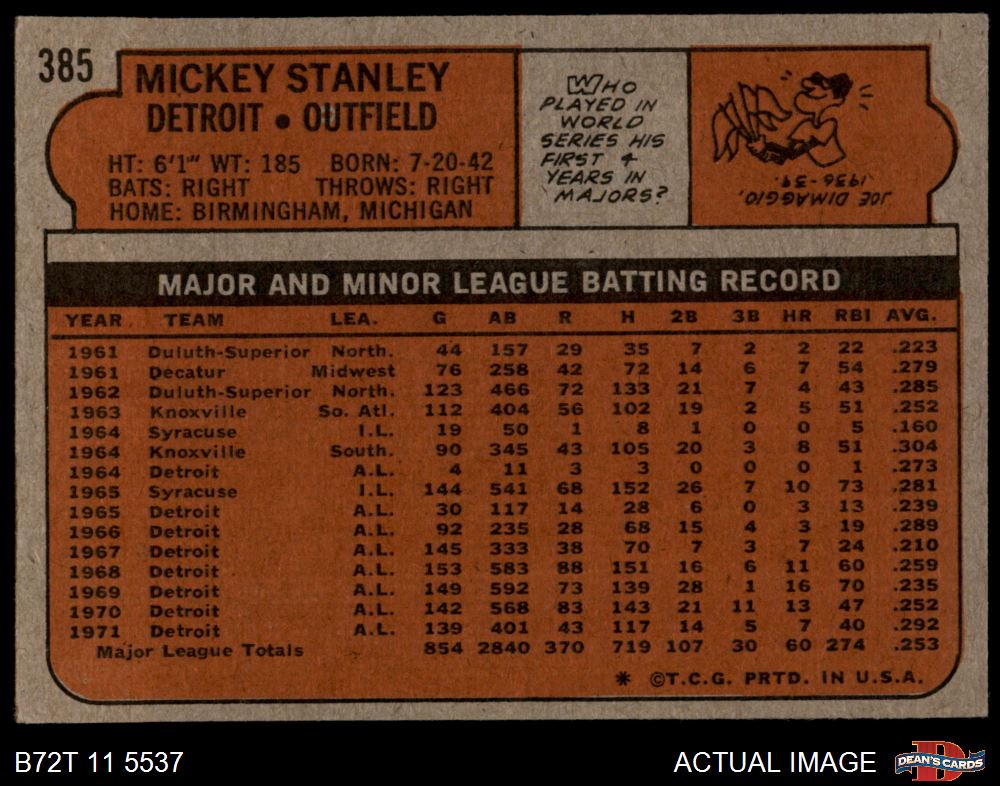 385
MICKEY STANLEY
DETROIT • OUTFIELD
HT: 6'1" WT: 185 BORN: 7-20-42
BATS: RIGHT THROWS: RIGHT
HOME: BIRMINGHAM, MICHIGAN
WHO
PLAYED IN
WORLD
SERIES HIS
FIRST 4
YEARS IN
MAJORS?
JOE DIMAGGIO,
1936-39.
MAJOR AND MINOR LEAGUE BATTING RECORD
YEAR TEAM LEA. G AB R H 2B 3B HR RBI AVG.
1961 Duluth-Superior North. 44 157 29 35 7 2 2 22 .223
1961 Decatur Midwest 76 258 42 72 14 6 7 54 .279
1962 Duluth-Superior North. 123 466 72 133 21 7 4 43 .285
1963 Knoxville So. Atl. 112 404 56 102 19 2 5 51 .252
1964 Syracuse I.L. 19 50 1 8 1 0 0 5 .160
1964 Knoxville South. 90 345 43 105 20 3 8 51 .304
1964 Detroit A.L. 4 11 3 3 0 0 0 1 .273
1965 Syracuse I.L. 144 541 68 152 26 7 10 73 .281
1965 Detroit A.L. 30 117 14 28 6 0 3 13 .239
1966 Detroit A.L. 92 235 28 68 15 4 3 19 .289
1967 Detroit A.L. 145 333 38 70 7 3 7 24 .210
1968 Detroit A.L. 153 583 88 151 16 6 11 60 .259
1969 Detroit A.L. 149 592 73 139 28 1 16 70 .235
1970 Detroit A.L. 142 568 83 143 21 11 13 47 .252
1971 Detroit A.L. 139 401 43 117 14 5 7 40 .292
Major League Totals 854 2840 370 719 107 30 60 274 .253
* ©T.C.G. PRTD. IN U.S.A.
B72T 11 5537
ACTUAL IMAGE
D
DEAN'S CARDS